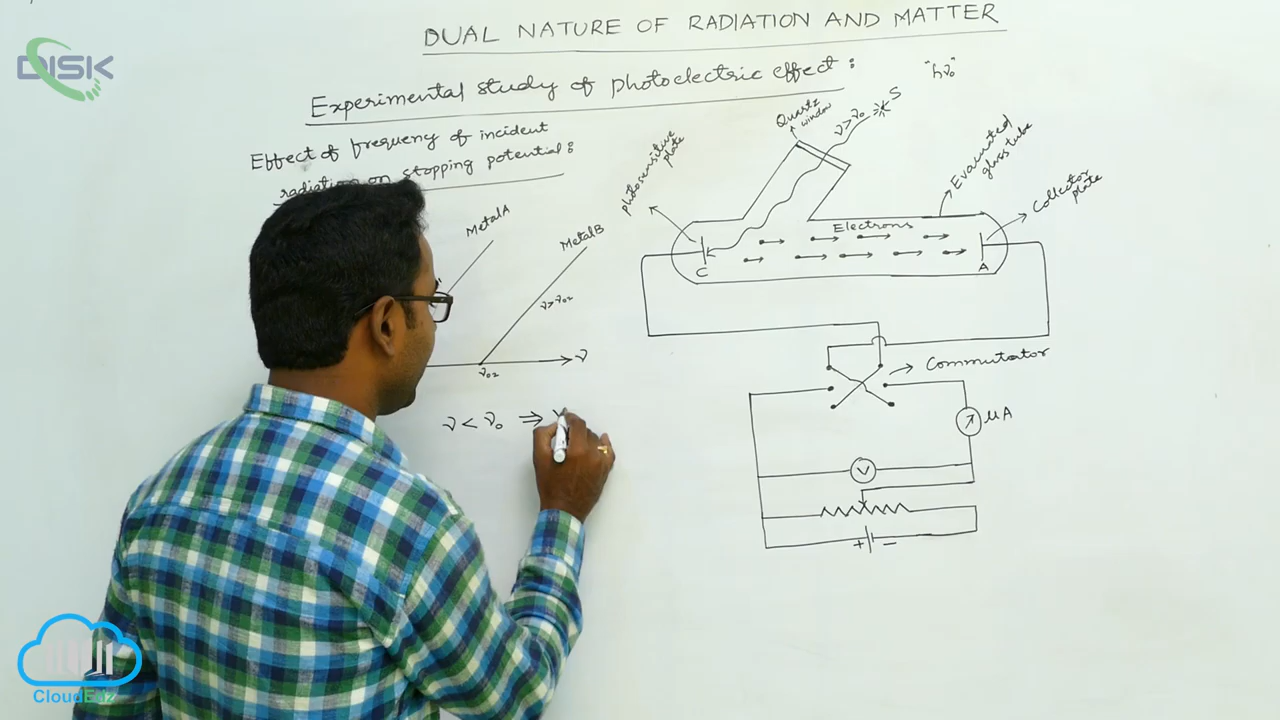 DISK
DUAL NATURE OF RADIATION AND MATTER
Experimental study of photoelectric effect :
"hν₀"
Effect of frequency of incident
radiation on stopping potential :
Metal A
Metal B
ν > ν₀₂
ν₀₂
ν
ν < ν₀ ⇒
Photosensitive
plate
Quartz
window
ν > ν₀
S
Evacuated
glass tube
Collector
plate
Electrons
C
A
Commutator
μA
V
+
−
CloudEdz